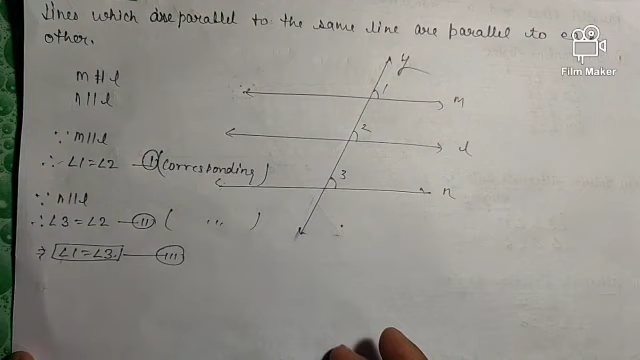 Lines which are parallel to the same line are parallel to each
other.
m || l
n || l
∵ m || l
∴ ∠1 = ∠2 — (I) (corresponding)
∵ n || l
∴ ∠3 = ∠2 — (II) ( ,,, )
⇒ ∠1 = ∠3. — (III)
y
1
m
2
l
3
n
Film Maker